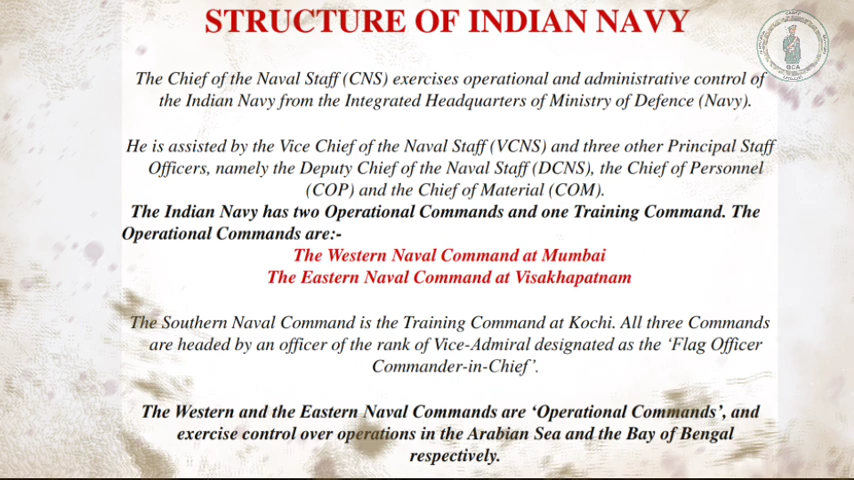 STRUCTURE OF INDIAN NAVY
The Chief of the Naval Staff (CNS) exercises operational and administrative control of
the Indian Navy from the Integrated Headquarters of Ministry of Defence (Navy).
He is assisted by the Vice Chief of the Naval Staff (VCNS) and three other Principal Staff
Officers, namely the Deputy Chief of the Naval Staff (DCNS), the Chief of Personnel
(COP) and the Chief of Material (COM).
The Indian Navy has two Operational Commands and one Training Command. The
Operational Commands are:-
The Western Naval Command at Mumbai
The Eastern Naval Command at Visakhapatnam
The Southern Naval Command is the Training Command at Kochi. All three Commands
are headed by an officer of the rank of Vice-Admiral designated as the ‘Flag Officer
Commander-in-Chief’.
The Western and the Eastern Naval Commands are ‘Operational Commands’, and
exercise control over operations in the Arabian Sea and the Bay of Bengal
respectively.
GCA